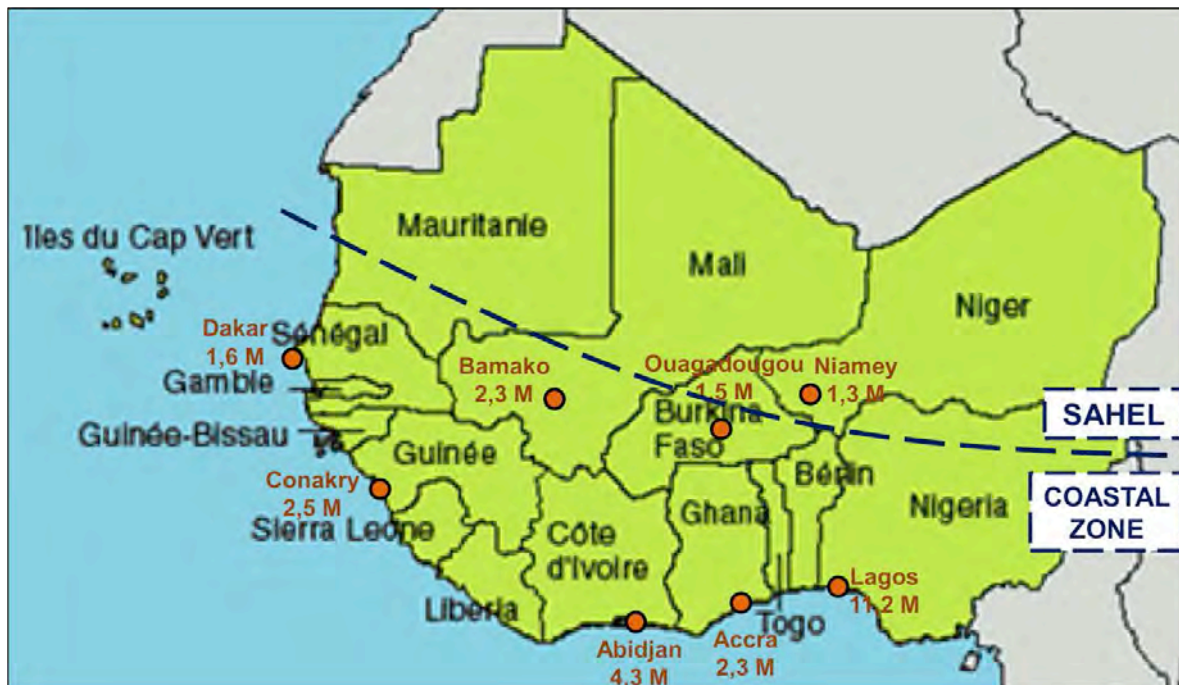 Mauritanie
îles du Cap Vert
Mali
Niger
Dakar
1,6 M
Sénégal
Bamako
2,3 M
Ouagadougou
1,5 M
Niamey
1,3 M
Gambie
Burkina
Faso
SAHEL
Guinée-Bissau
Guinée
Bénin
Conakry
2,5 M
Sierra Leone
Côte
d'Ivoire
Ghana
Nigeria
COASTAL
ZONE
Liberia
Togo
Lagos
11,2 M
Abidjan
4,3 M
Accra
2,3 M